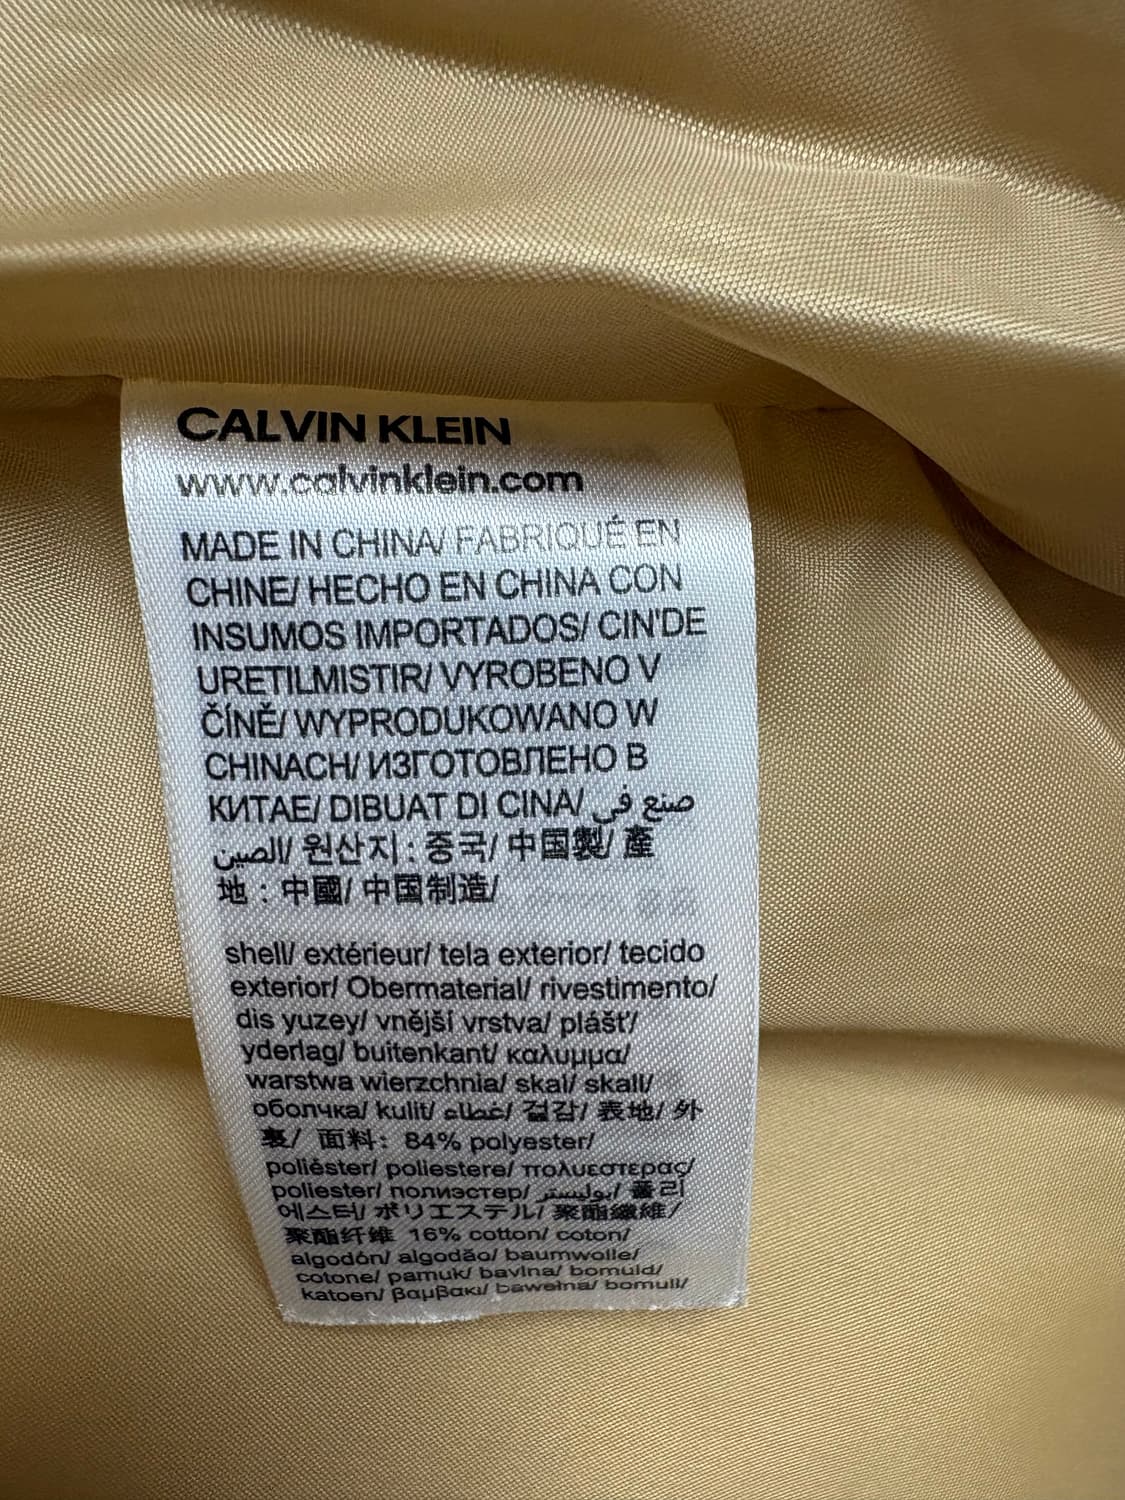 CALVIN KLEIN
www.calvinklein.com
MADE IN CHINA/ FABRIQUÉ EN
CHINE/ HECHO EN CHINA CON
INSUMOS IMPORTADOS/ CIN'DE
URETILMISTIR/ VYROBENO V
ČÍNĚ/ WYPRODUKOWANO W
CHINACH/ ИЗГОТОВЛЕНО В
КИТАЕ/ DIBUAT DI CINA/ صنع في
الصين/ 원산지 : 중국/ 中国製/ 產
地 : 中國/ 中国制造/
shell/ extérieur/ tela exterior/ tecido
exterior/ Obermaterial/ rivestimento/
dis yuzey/ vnější vrstva/ plášť/
yderlag/ buitenkant/ καλυμμα/
warstwa wierzchnia/ skal/ skall/
оболчка/ kulit/ غطاء/ 겉감/ 表地/ 外
裏/ 面料: 84% polyester/
poliéster/ poliestere/ πολυεστερας/
poliester/ полиэстер/ بوليستر/ 폴리
에스터/ ポリエステル/ 聚酯纖維/
聚酯纤维 16% cotton/ coton/
algodón/ algodão/ baumwolle/
cotone/ pamuk/ bavlna/ bomuld/
katoen/ βαμβακι/ bawełna/ bomull/